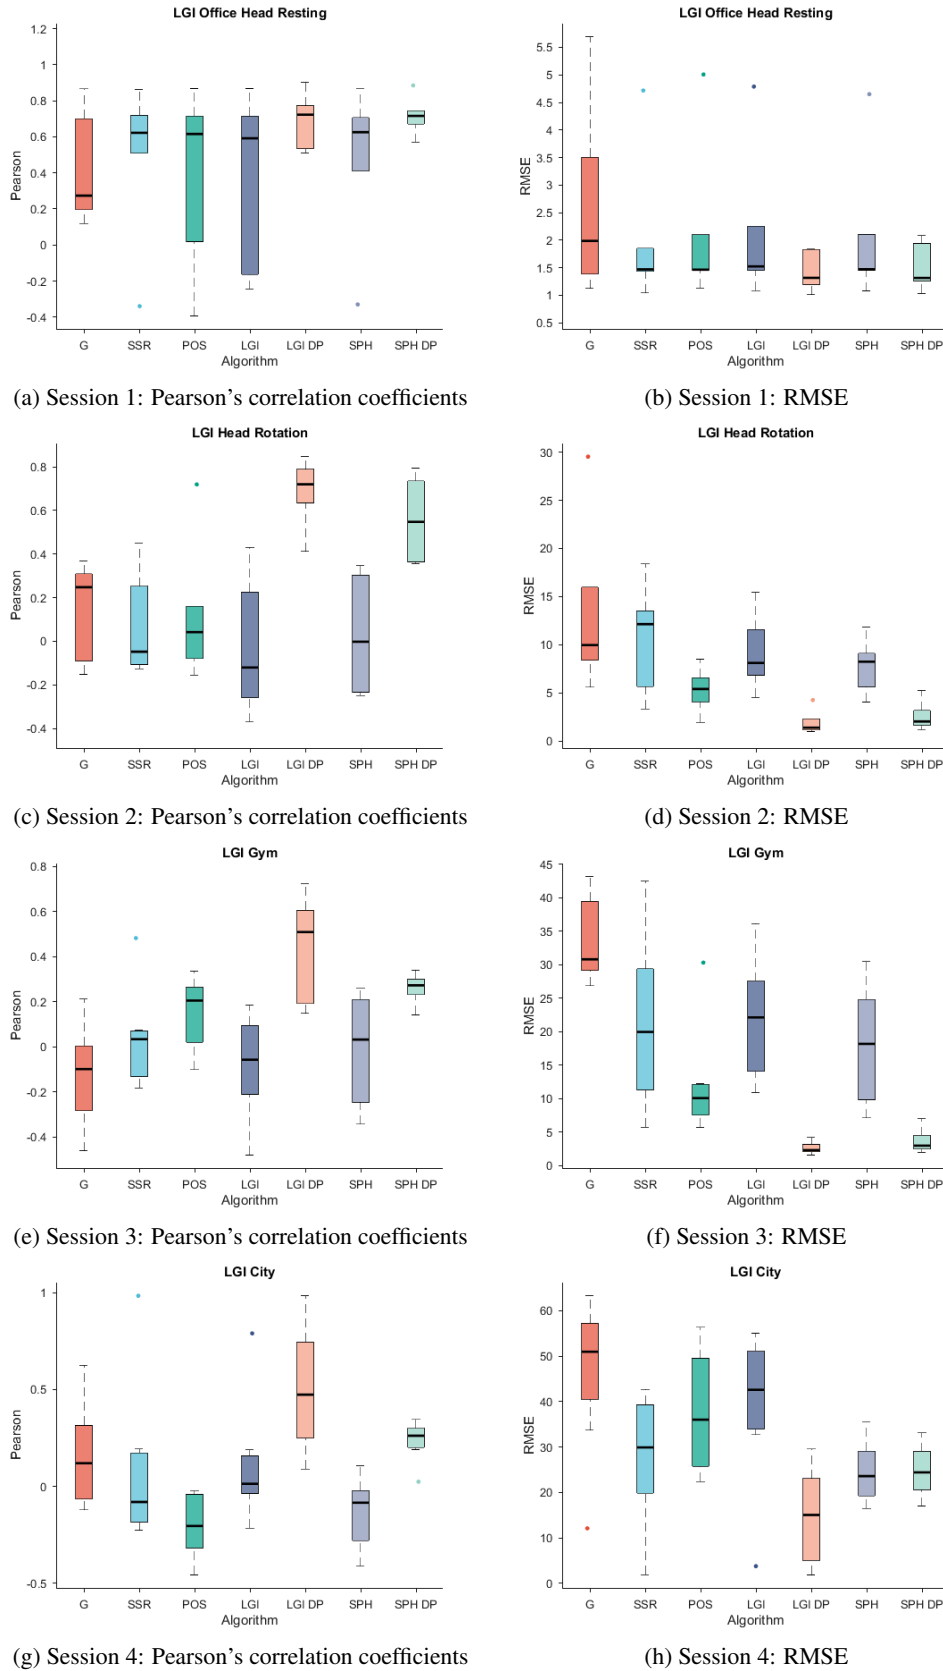 LGI Office Head Resting
1.2
1
0.8
0.6
0.4
0.2
0
-0.2
-0.4
Pearson
G SSR POS LGI LGI DP SPH SPH DP
Algorithm
(a) Session 1: Pearson's correlation coefficients
LGI Office Head Resting
5.5
5
4.5
4
3.5
3
2.5
2
1.5
1
0.5
RMSE
G SSR POS LGI LGI DP SPH SPH DP
Algorithm
(b) Session 1: RMSE
LGI Head Rotation
0.8
0.6
0.4
0.2
0
-0.2
-0.4
Pearson
G SSR POS LGI LGI DP SPH SPH DP
Algorithm
(c) Session 2: Pearson's correlation coefficients
LGI Head Rotation
30
25
20
15
10
5
0
RMSE
G SSR POS LGI LGI DP SPH SPH DP
Algorithm
(d) Session 2: RMSE
LGI Gym
0.8
0.6
0.4
0.2
0
-0.2
-0.4
Pearson
G SSR POS LGI LGI DP SPH SPH DP
Algorithm
(e) Session 3: Pearson's correlation coefficients
LGI Gym
45
40
35
30
25
20
15
10
5
0
RMSE
G SSR POS LGI LGI DP SPH SPH DP
Algorithm
(f) Session 3: RMSE
LGI City
1
0.5
0
-0.5
Pearson
G SSR POS LGI LGI DP SPH SPH DP
Algorithm
(g) Session 4: Pearson's correlation coefficients
LGI City
60
50
40
30
20
10
0
RMSE
G SSR POS LGI LGI DP SPH SPH DP
Algorithm
(h) Session 4: RMSE